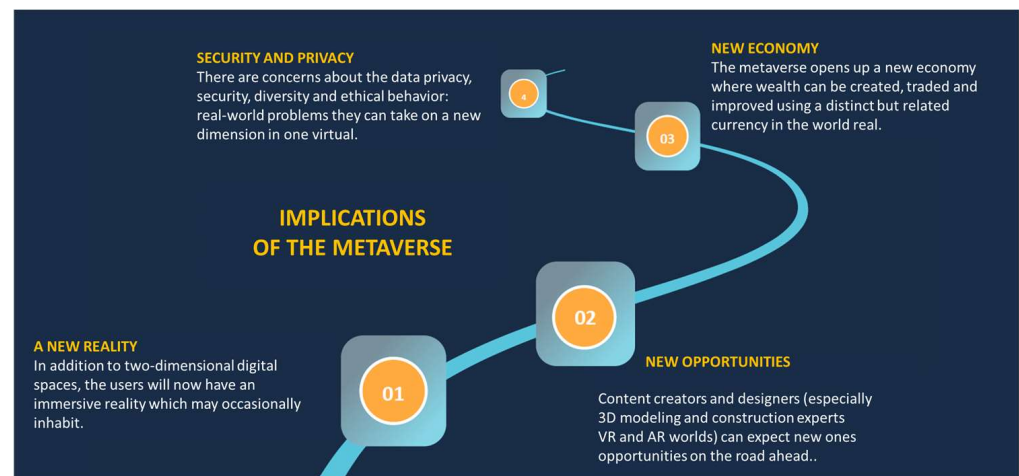 SECURITY AND PRIVACY
There are concerns about the data privacy,
security, diversity and ethical behavior:
real-world problems they can take on a new
dimension in one virtual.
4
NEW ECONOMY
The metaverse opens up a new economy
where wealth can be created, traded and
improved using a distinct but related
currency in the world real.
03
IMPLICATIONS
OF THE METAVERSE
02
A NEW REALITY
In addition to two-dimensional digital
spaces, the users will now have an
immersive reality which may occasionally
inhabit.
01
NEW OPPORTUNITIES
Content creators and designers (especially
3D modeling and construction experts
VR and AR worlds) can expect new ones
opportunities on the road ahead..